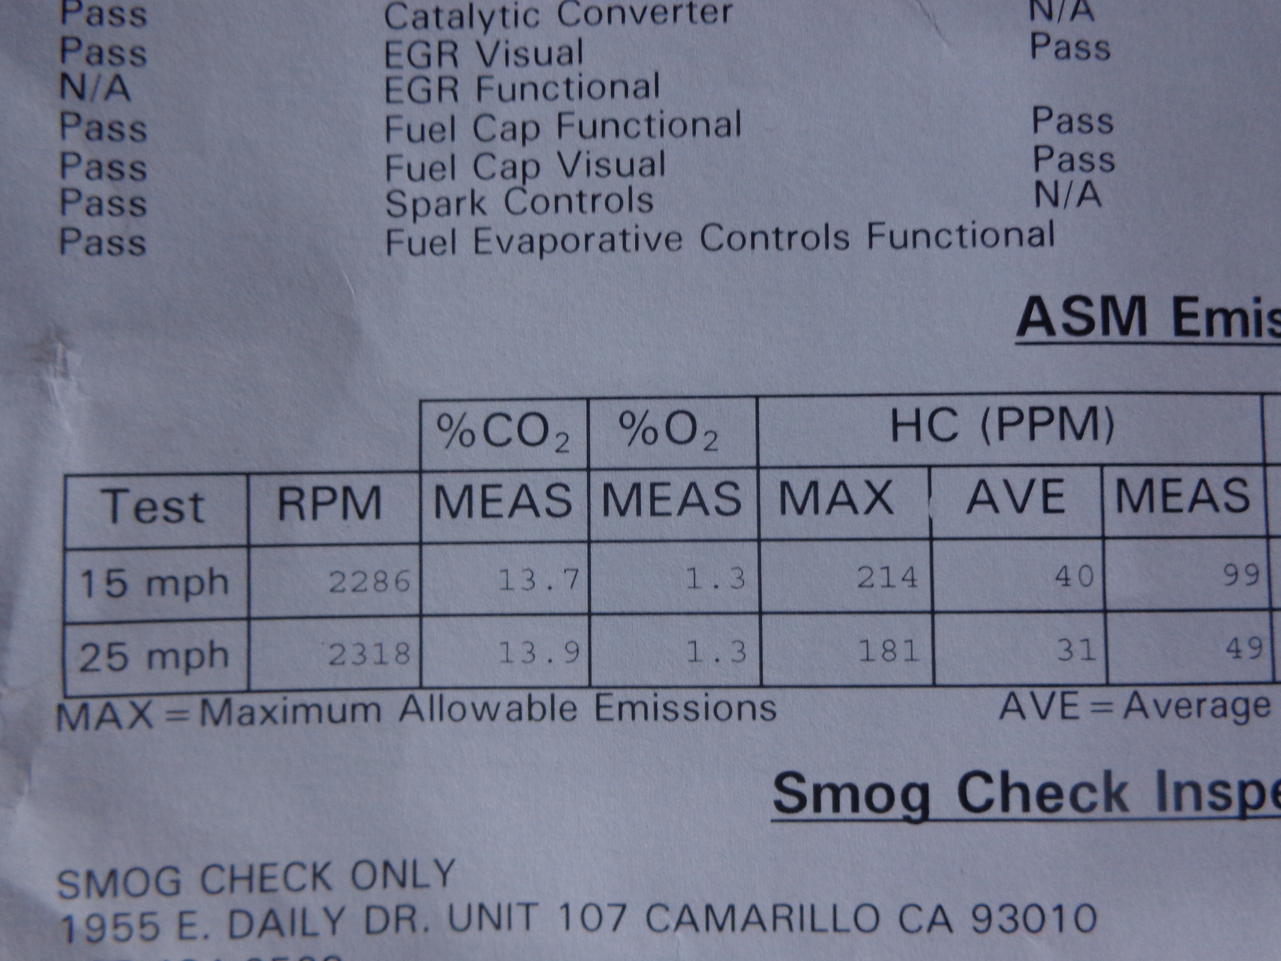 Pass Catalytic Converter N/A
Pass EGR Visual Pass
N/A EGR Functional
Pass Fuel Cap Functional Pass
Pass Fuel Cap Visual Pass
Pass Spark Controls N/A
Pass Fuel Evaporative Controls Functional
ASM
%CO₂ %O₂ HC (PPM)
Test RPM MEAS MEAS MAX AVE MEAS
15 mph 2286 13.7 1.3 214 40 99
25 mph 2318 13.9 1.3 181 31 49
MAX = Maximum Allowable Emissions AVE = Average
Smog Check
SMOG CHECK ONLY
1955 E. DAILY DR. UNIT 107 CAMARILLO CA 93010